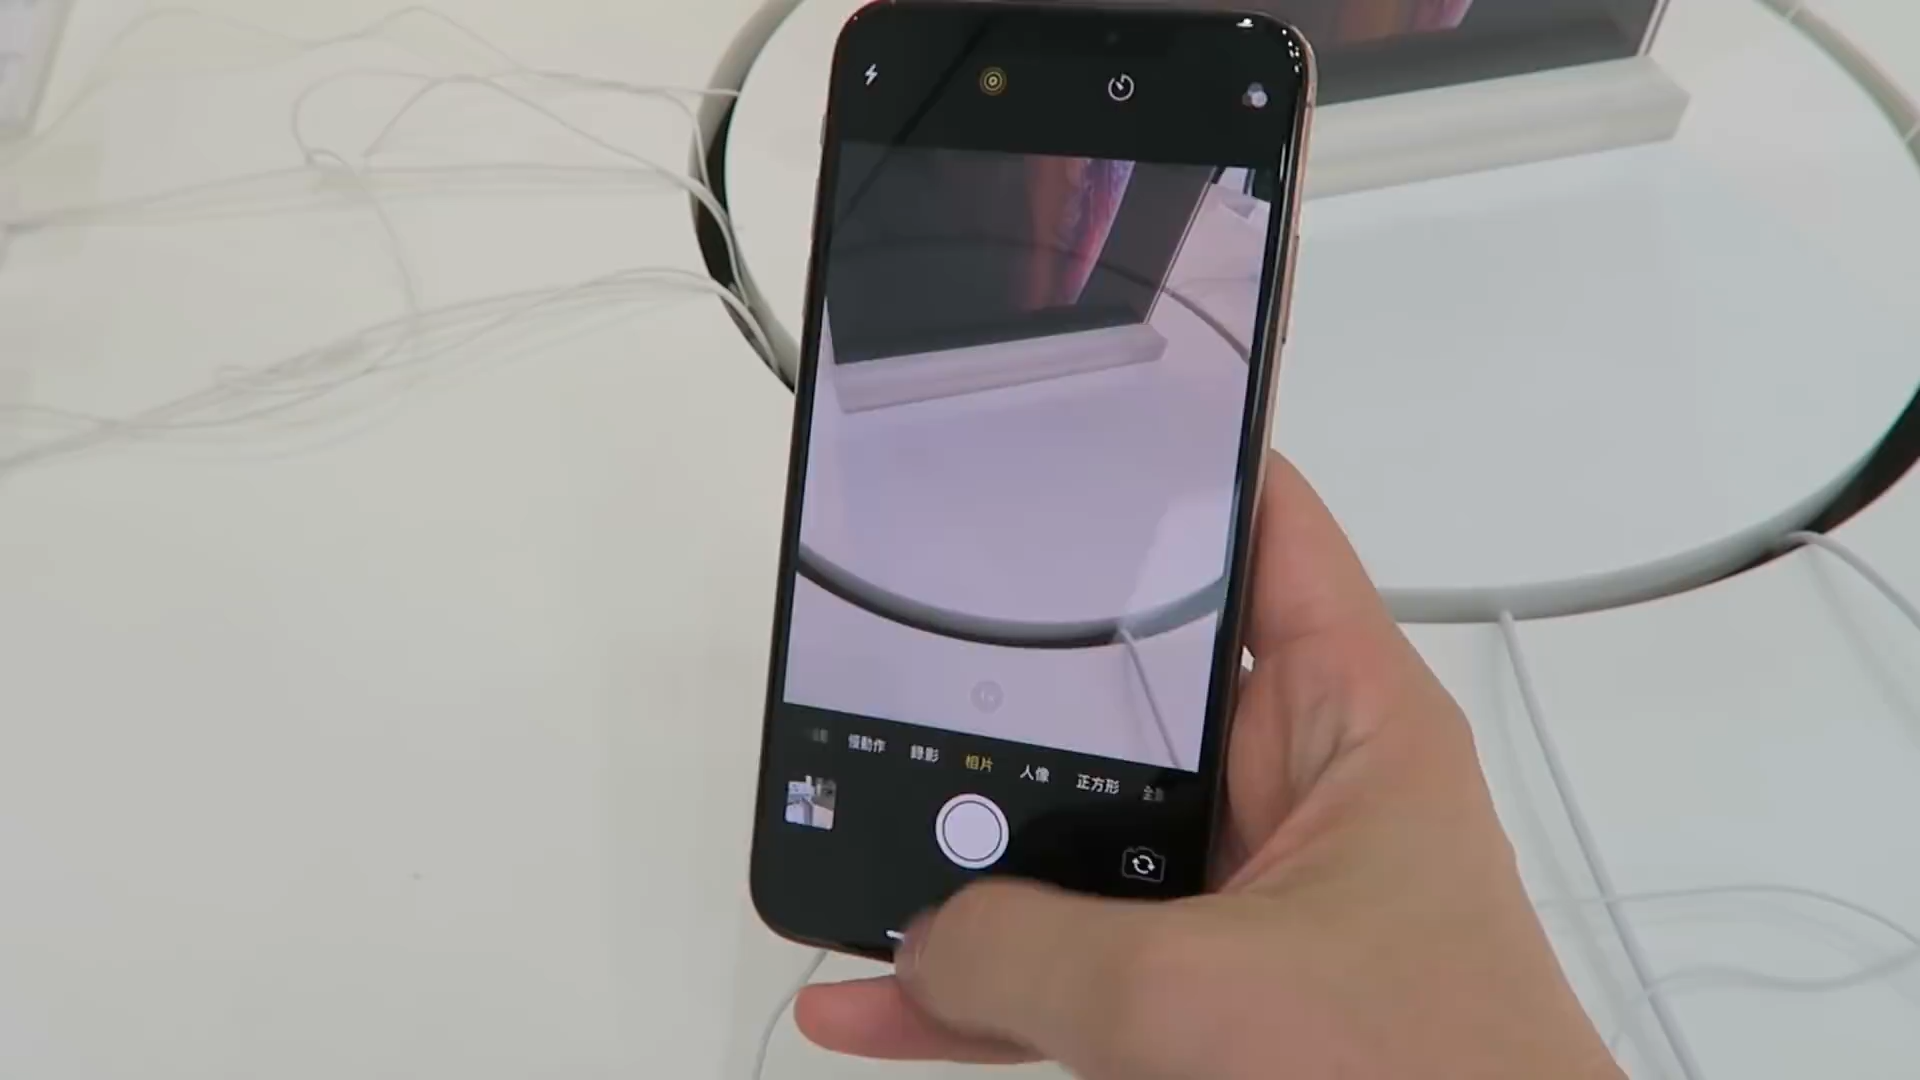 慢動作 錄影 相片 人像 正方形